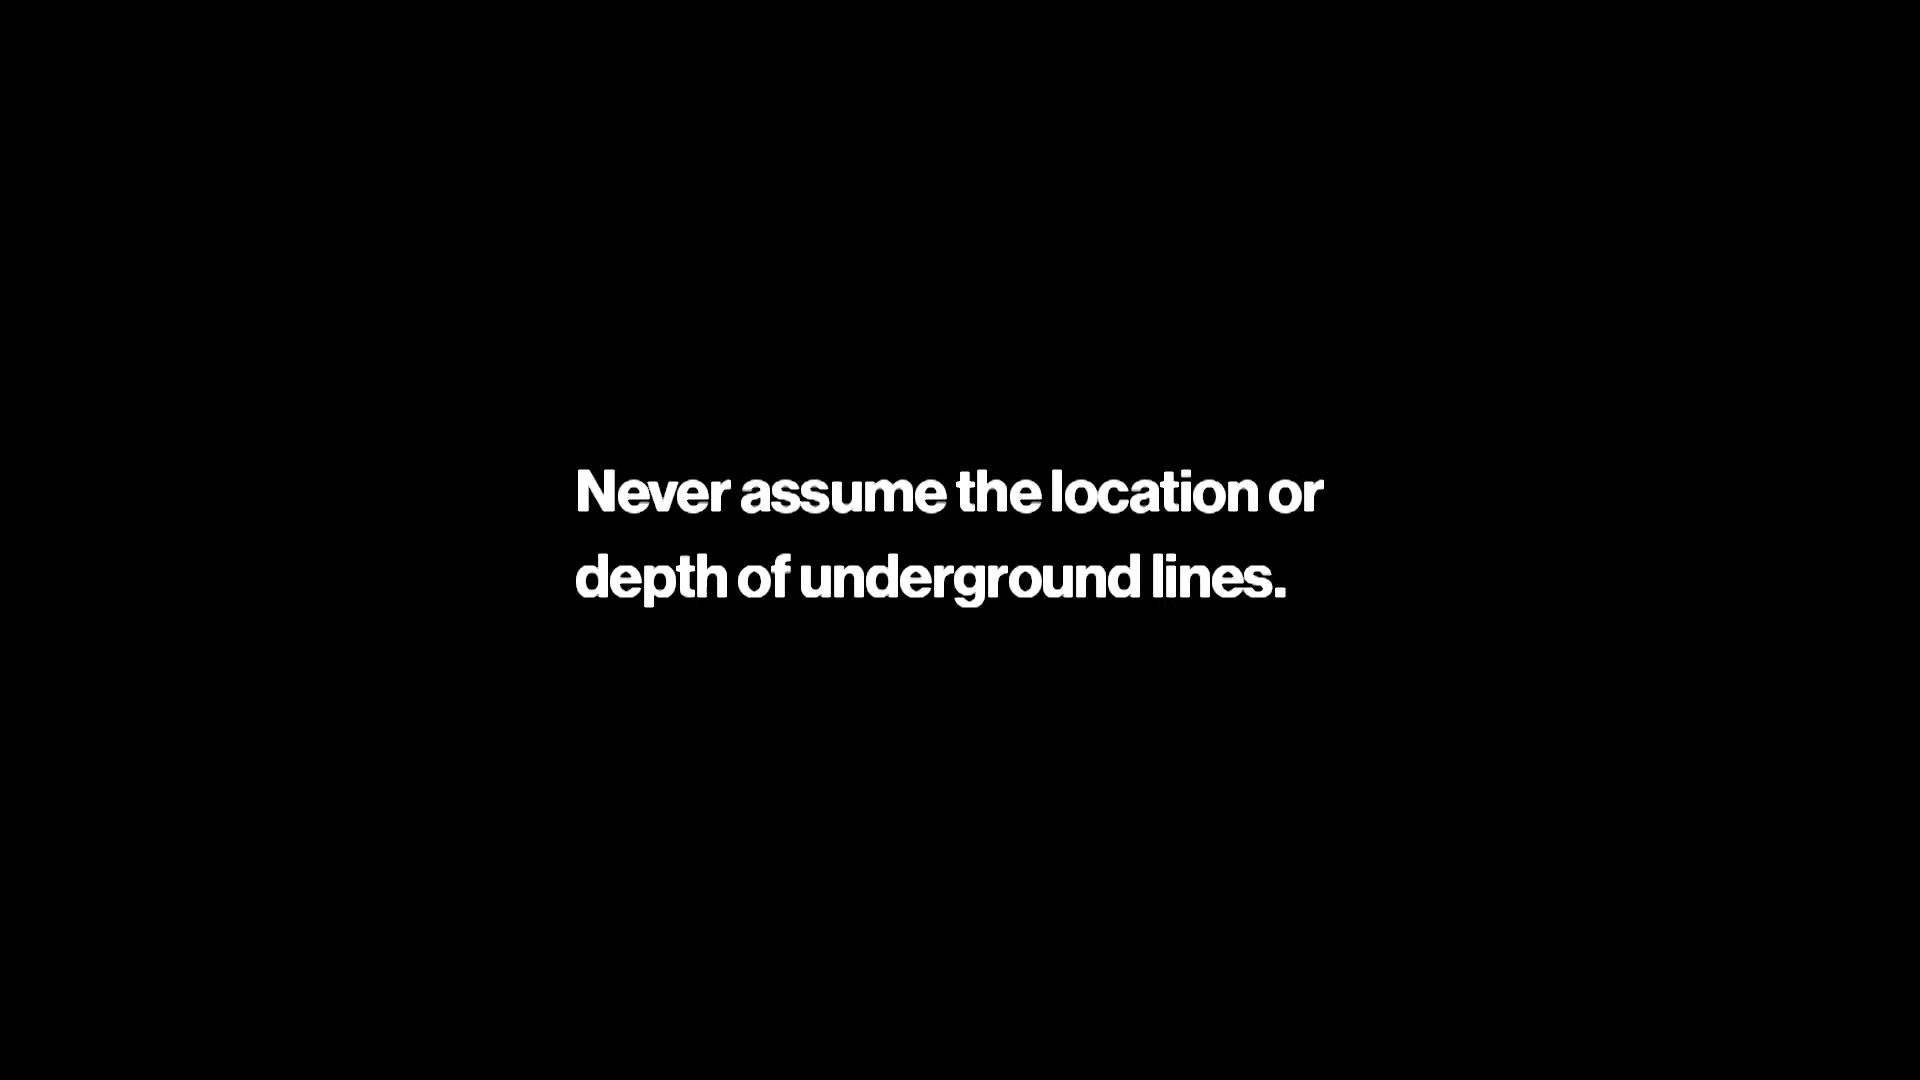 Never assume the location or
depth of underground lines.